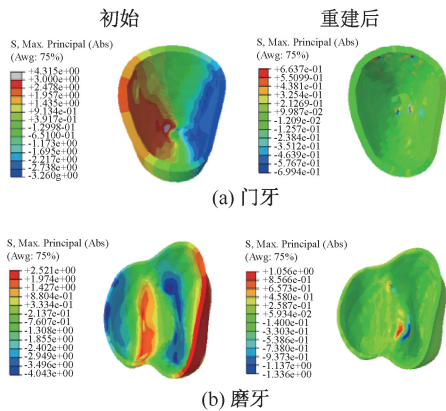 初始
重建后
S, Max. Principal (Abs)
(Awg: 75%)
+4.315e+00
+3.000e+00
+2.478e+00
+1.957e+00
+1.435e+00
+9.134e-01
+3.917e-01
-1.2998-01
-6.5100-01
-1.173e+00
-1.695e+00
-2.217e+00
-2.738e+00
-3.260g+00
S, Max. Principal (Abs)
(Awg: 75%)
+6.637e-01
+5.5099-01
+4.381e-01
+3.254e-01
+2.1269-01
+9.987e-02
-1.209e-02
-1.257e-01
-2.384e-01
-3.512e-01
-4.639e-01
-5.767e-01
-6.994e-01
(a) 门牙
S, Max. Principal (Abs)
(Awg: 75%)
+2.521e+00
+1.974e+00
+1.427e+00
+8.804e-01
+3.334e-01
-2.137e-01
-7.607e-01
-1.308e+00
-1.855e+00
-2.402e+00
-2.949e+00
-3.496e+00
-4.043e+00
S, Max. Principal (Abs)
(Awg: 75%)
+1.056e+00
+8.566e-01
+6.573e-01
+4.580e- 01
+2.587e-01
+5.934e-02
-1.400e-01
-3.303e-01
-5.386e-01
-7.380e-01
-9.373e-01
-1.137e+00
-1.336e+00
(b) 磨牙